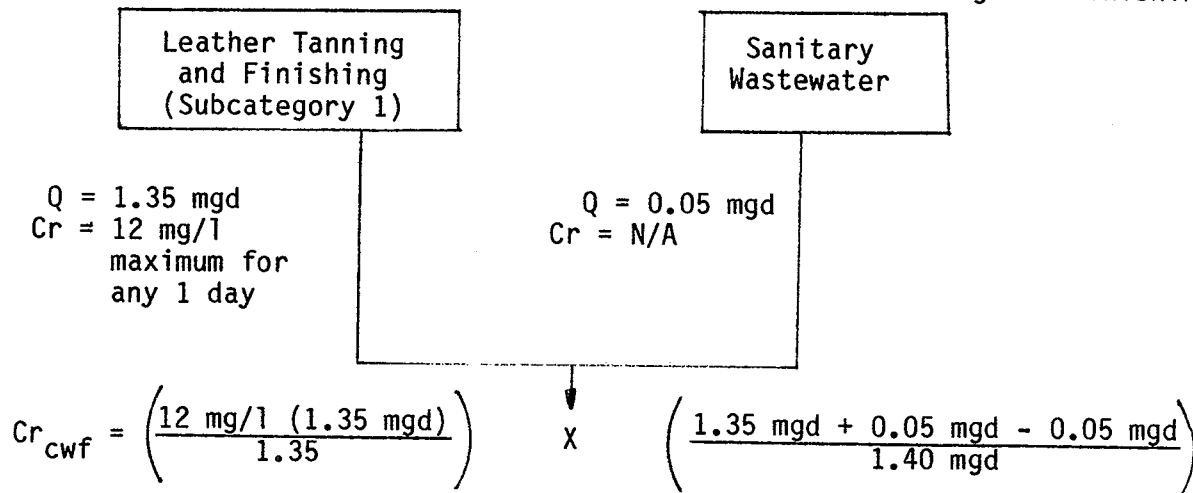 Leather Tanning
and Finishing
(Subcategory 1)
Sanitary
Wastewater
Q = 1.35 mgd
Cr = 12 mg/l
maximum for
any 1 day
Q = 0.05 mgd
Cr = N/A
Cr_cwf = (12 mg/l (1.35 mgd) / 1.35) X (1.35 mgd + 0.05 mgd - 0.05 mgd / 1.40 mgd)